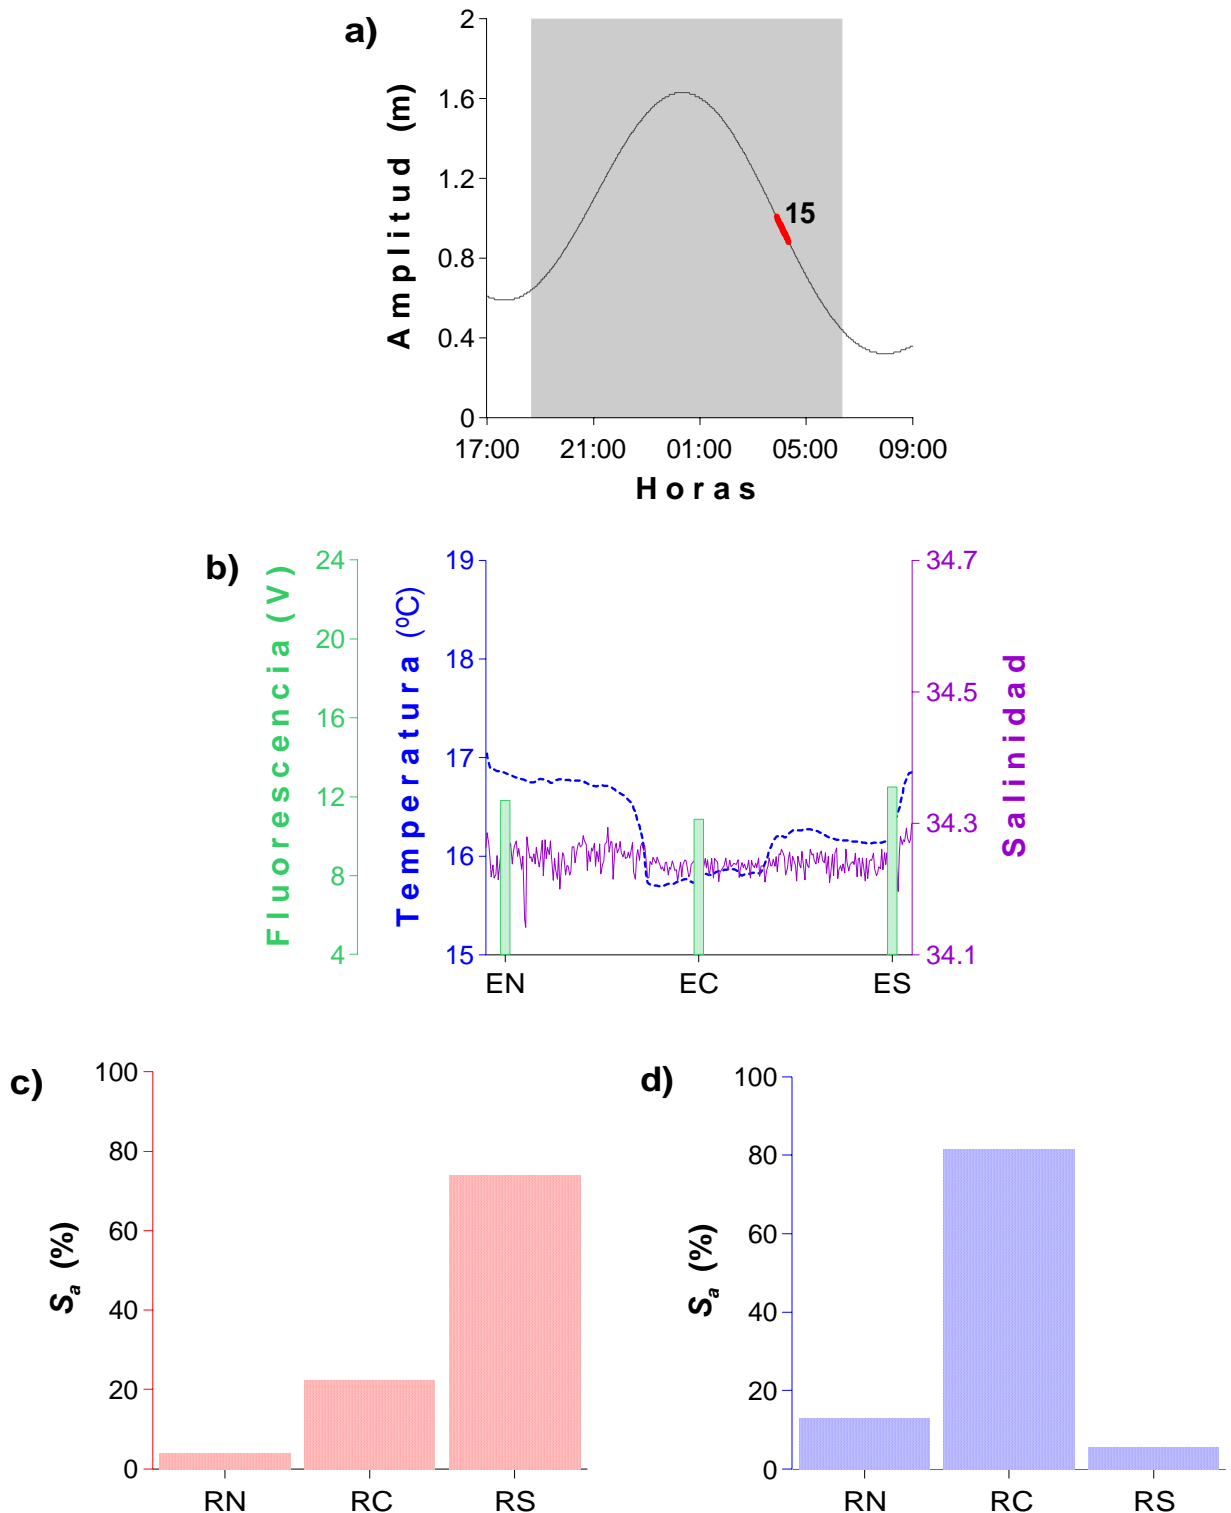 a)
Amplitud (m)
2
1.6
1.2
0.8
0.4
0
15
17:00 21:00 01:00 05:00 09:00
Horas
b)
Fluorescencia (V)
24
20
16
12
8
4
Temperatura (ºC)
19
18
17
16
15
34.7
34.5
34.3
34.1
Salinidad
EN EC ES
c)
Sa (%)
100
80
60
40
20
0
RN RC RS
d)
Sa (%)
100
80
60
40
20
0
RN RC RS